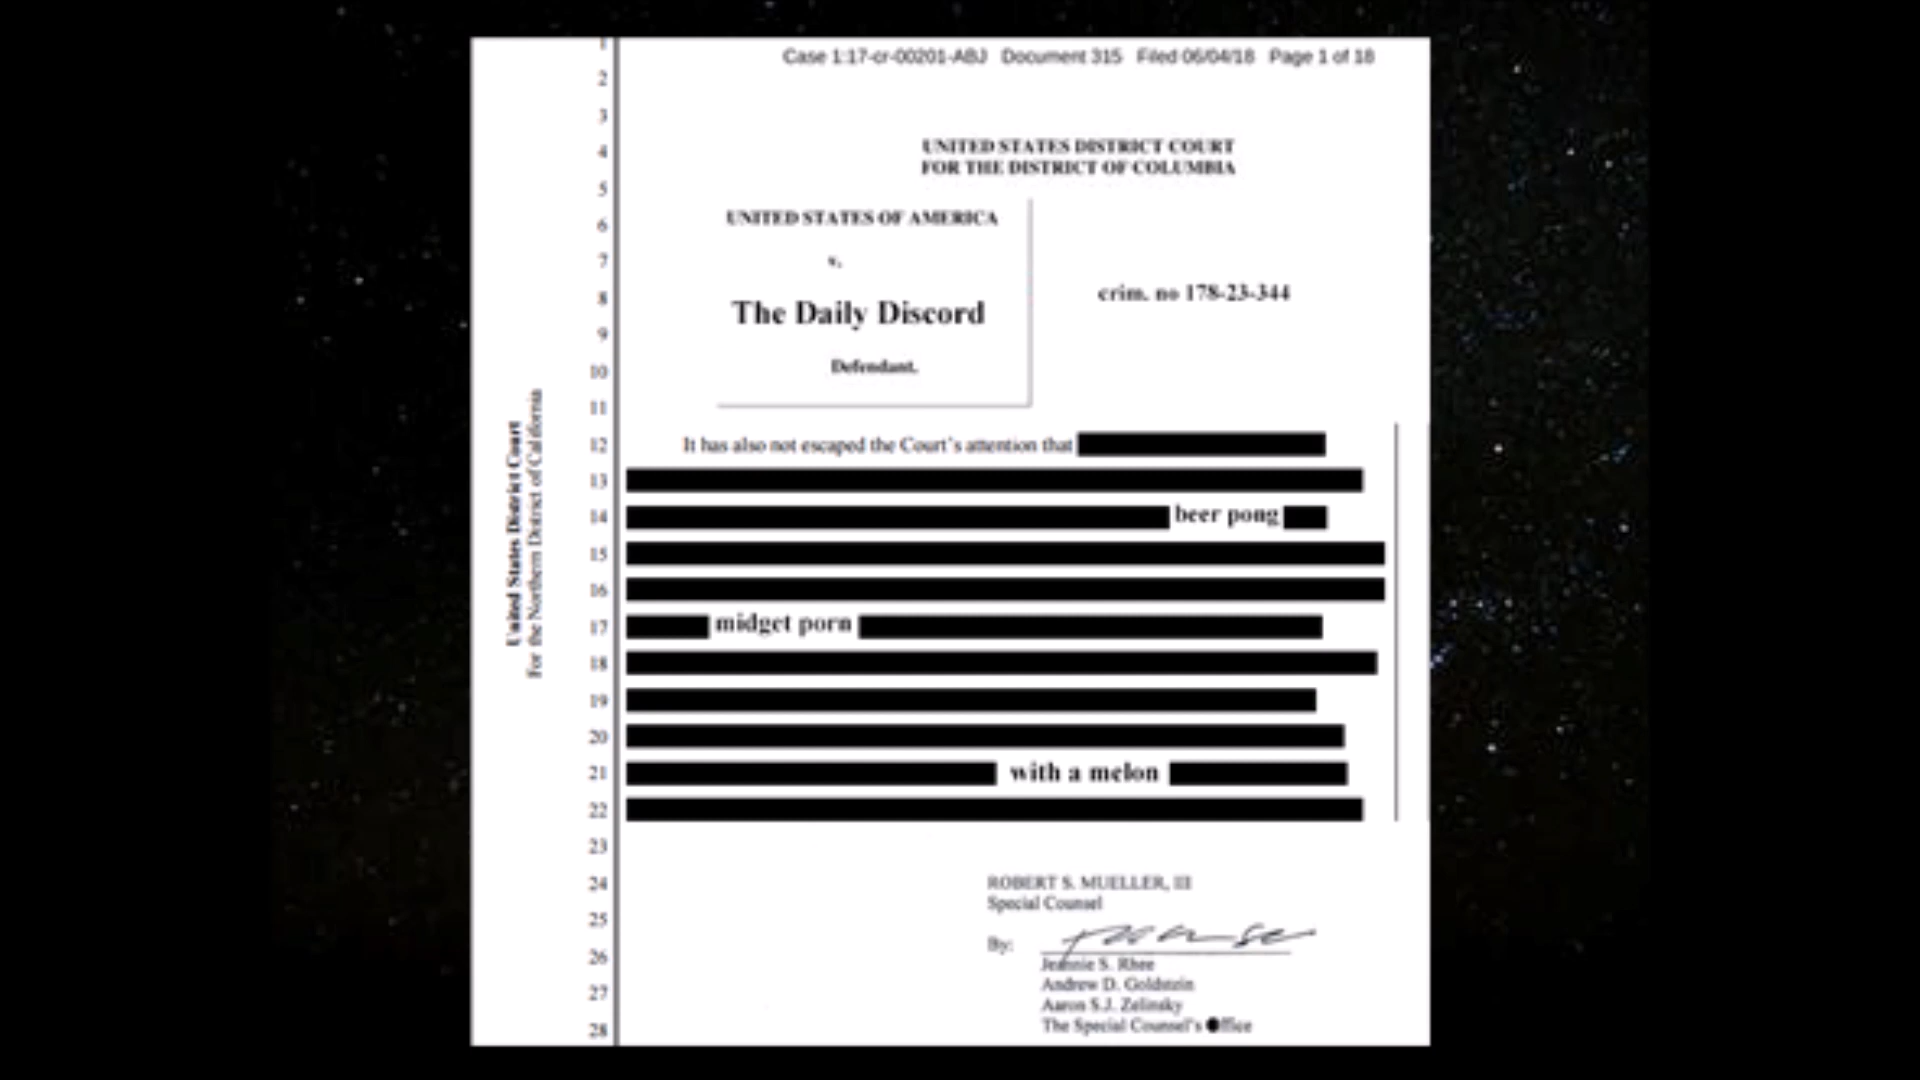 Case 1:17-cr-00201-ABJ Document 315 Filed 06/04/18 Page 1 of 18
UNITED STATES DISTRICT COURT
FOR THE DISTRICT OF COLUMBIA
UNITED STATES OF AMERICA
v.
The Daily Discord
Defendant.
crim. no 178-23-344
1
2
3
4
5
6
7
8
9
10
11
12 It has also not escaped the Court's attention that
13
14 beer pong
15
16
17 midget porn
18
19
20
21 with a melon
22
23
24
25
26
27
28
United States District Court
For the Northern District of California
ROBERT S. MUELLER, III
Special Counsel
By:
Jeannie S. Rhee
Andrew D. Goldstein
Aaron S.J. Zelinsky
The Special Counsel's Office